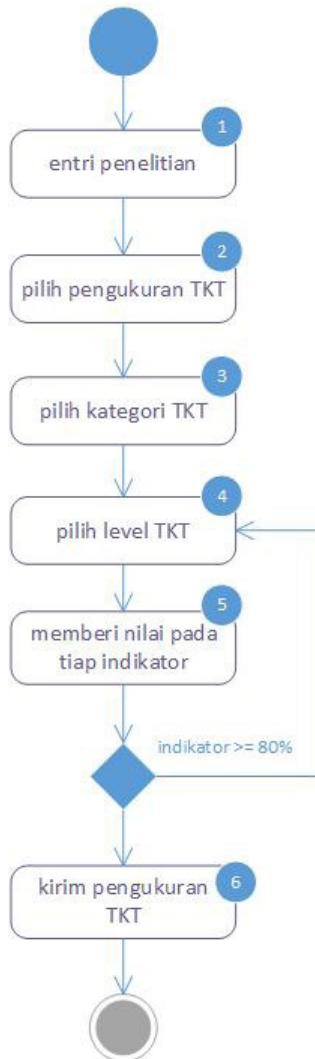 1
entri penelitian
2
pilih pengukuran TKT
3
pilih kategori TKT
4
pilih level TKT
5
memberi nilai pada
tiap indikator
indikator >= 80%
6
kirim pengukuran
TKT